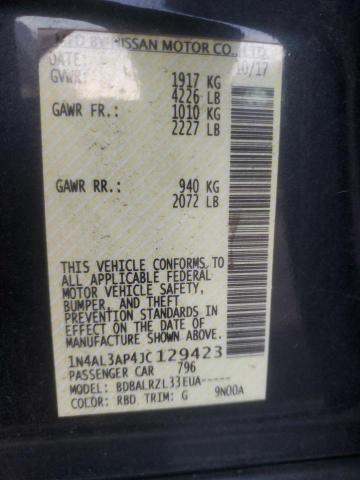 MFD BY NISSAN MOTOR CO., LTD.
DATE: 10/17
GVWR: 1917 KG
4226 LB
GAWR FR.: 1010 KG
2227 LB
GAWR RR.: 940 KG
2072 LB
THIS VEHICLE CONFORMS TO
ALL APPLICABLE FEDERAL
MOTOR VEHICLE SAFETY,
BUMPER, AND THEFT
PREVENTION STANDARDS IN
EFFECT ON THE DATE OF
MANUFACTURE SHOWN ABOVE.
1N4AL3AP4JC129423
PASSENGER CAR 796
MODEL: BDBALRZL33EUA-----
COLOR: RBD TRIM: G 9N00A